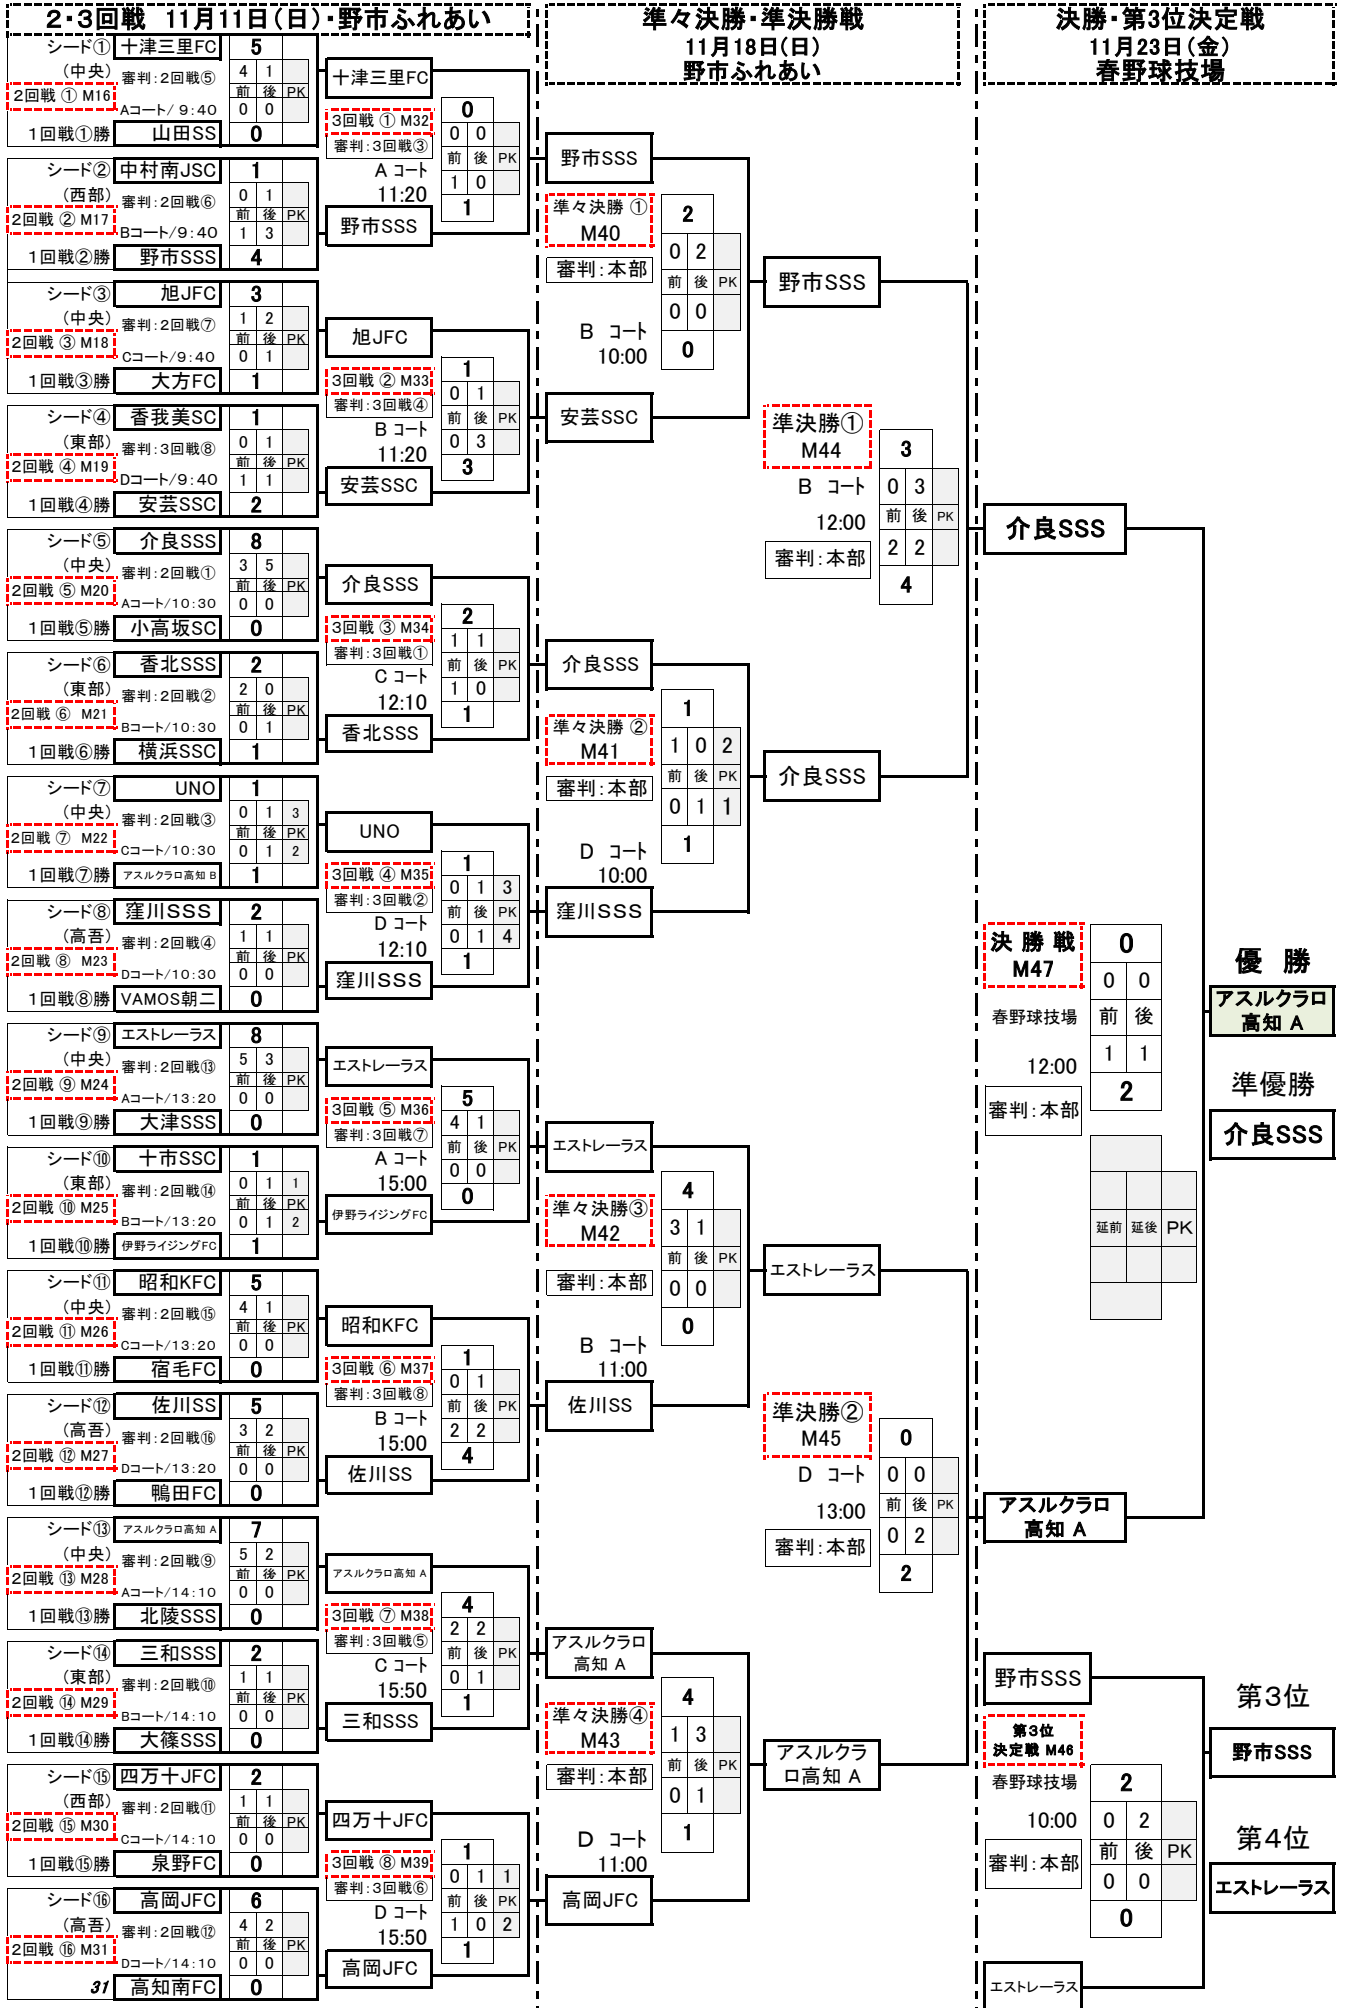 2・3回戦 11月11日（日）・野市ふれあい
シード① 十津三里FC 5
（中央） 審判：2回戦⑤ 4 1
2回戦 ① M16 前 後 PK
Aコート/ 9:40 0 0
1回戦①勝 山田SS 0
シード② 中村南JSC 1
（西部） 審判：2回戦⑥ 0 1
2回戦 ② M17 前 後 PK
Bコート/9:40 1 3
1回戦②勝 野市SSS 4
シード③ 旭JFC 3
（中央） 審判：2回戦⑦ 1 2
2回戦 ③ M18 前 後 PK
Cコート/9:40 0 1
1回戦③勝 大方FC 1
シード④ 香我美SC 1
（東部） 審判：3回戦⑧ 0 1
2回戦 ④ M19 前 後 PK
Dコート/9:40 1 1
1回戦④勝 安芸SSC 2
シード⑤ 介良SSS 8
（中央） 審判：2回戦① 3 5
2回戦 ⑤ M20 前 後 PK
Aコート/10:30 0 0
1回戦⑤勝 小高坂SC 0
シード⑥ 香北SSS 2
（東部） 審判：2回戦② 2 0
2回戦 ⑥ M21 前 後 PK
Bコート/10:30 0 1
1回戦⑥勝 横浜SSC 1
シード⑦ UNO 1
（中央） 審判：2回戦③ 0 1 3
2回戦 ⑦ M22 前 後 PK
Cコート/10:30 0 1 2
1回戦⑦勝 アスルクラロ高知 B 1
シード⑧ 窪川SSS 2
（高吾） 審判：2回戦④ 1 1
2回戦 ⑧ M23 前 後 PK
Dコート/10:30 0 0
1回戦⑧勝 VAMOS朝二 0
シード⑨ エストレーラス 8
（中央） 審判：2回戦⑬ 5 3
2回戦 ⑨ M24 前 後 PK
Aコート/13:20 0 0
1回戦⑨勝 大津SSS 0
シード⑩ 十市SSC 1
（東部） 審判：2回戦⑭ 0 1 1
2回戦 ⑩ M25 前 後 PK
Bコート/13:20 0 1 2
1回戦⑩勝 伊野ライジングFC 1
シード⑪ 昭和KFC 5
（中央） 審判：2回戦⑮ 4 1
2回戦 ⑪ M26 前 後 PK
Cコート/13:20 0 0
1回戦⑪勝 宿毛FC 0
シード⑫ 佐川SS 5
（高吾） 審判：2回戦⑯ 3 2
2回戦 ⑫ M27 前 後 PK
Dコート/13:20 0 0
1回戦⑫勝 鴨田FC 0
シード⑬ アスルクラロ高知 A 7
（中央） 審判：2回戦⑨ 5 2
2回戦 ⑬ M28 前 後 PK
Aコート/14:10 0 0
1回戦⑬勝 北陵SSS 0
シード⑭ 三和SSS 2
（東部） 審判：2回戦⑩ 1 1
2回戦 ⑭ M29 前 後 PK
Bコート/14:10 0 0
1回戦⑭勝 大篠SSS 0
シード⑮ 四万十JFC 2
（西部） 審判：2回戦⑪ 1 1
2回戦 ⑮ M30 前 後 PK
Cコート/14:10 0 0
1回戦⑮勝 泉野FC 0
シード⑯ 高岡JFC 6
（高吾） 審判：2回戦⑫ 4 2
2回戦 ⑯ M31 前 後 PK
Dコート/14:10 0 0
31 高知南FC 0
十津三里FC
0
3回戦 ① M32 0 0
審判：3回戦③ 前 後 PK
A コート 1 0
11:20 1
野市SSS
旭JFC
1
3回戦 ② M33 0 1
審判：3回戦④ 前 後 PK
B コート 0 3
11:20 3
安芸SSC
介良SSS
2
3回戦 ③ M34 1 1
審判：3回戦① 前 後 PK
C コート 1 0
12:10 1
香北SSS
UNO
1
3回戦 ④ M35 0 1 3
審判：3回戦② 前 後 PK
D コート 0 1 4
12:10 1
窪川SSS
エストレーラス
5
3回戦 ⑤ M36 4 1
審判：3回戦⑦ 前 後 PK
A コート 0 0
15:00 0
伊野ライジングFC
昭和KFC
1
3回戦 ⑥ M37 0 1
審判：3回戦⑧ 前 後 PK
B コート 2 2
15:00 4
佐川SS
アスルクラロ高知 A
4
3回戦 ⑦ M38 2 2
審判：3回戦⑤ 前 後 PK
C コート 0 1
15:50 1
三和SSS
四万十JFC
1
3回戦 ⑧ M39 0 1 1
審判：3回戦⑥ 前 後 PK
D コート 1 0 2
15:50 1
高岡JFC
準々決勝・準決勝戦
11月18日（日）
野市ふれあい
野市SSS
準々決勝 ① 2
M40 0 2
審判：本部 前 後 PK
0 0
B コート 0
10:00
安芸SSC
介良SSS
1
準々決勝 ②
M41 1 0 2
審判：本部 前 後 PK
0 1 1
D コート 1
10:00
窪川SSS
エストレーラス
4
準々決勝③
M42 3 1
前 後 PK
審判：本部 0 0
0
B コート
11:00
佐川SS
アスルクラロ
高知 A
4
準々決勝④
M43 1 3
審判：本部 前 後 PK
0 1
D コート 1
11:00
高岡JFC
野市SSS
準決勝①
M44 3
B コート 0 3
12:00 前 後 PK
審判：本部 2 2
4
介良SSS
エストレーラス
準決勝②
M45 0
D コート 0 0
13:00 前 後 PK
審判：本部 0 2
2
アスルクラ
ロ高知 A
決勝・第3位決定戦
11月23日（金）
春野球技場
介良SSS
決 勝 戦 0
M47
0 0
春野球技場 前 後
12:00 1 1
審判：本部 2
延前 延後 PK
アスルクラロ
高知 A
優 勝
アスルクラロ
高知 A
準優勝
介良SSS
野市SSS
第3位
決定戦 M46
春野球技場 2
10:00 0 2
審判：本部 前 後 PK
0 0
0
エストレーラス
第3位
野市SSS
第4位
エストレーラス